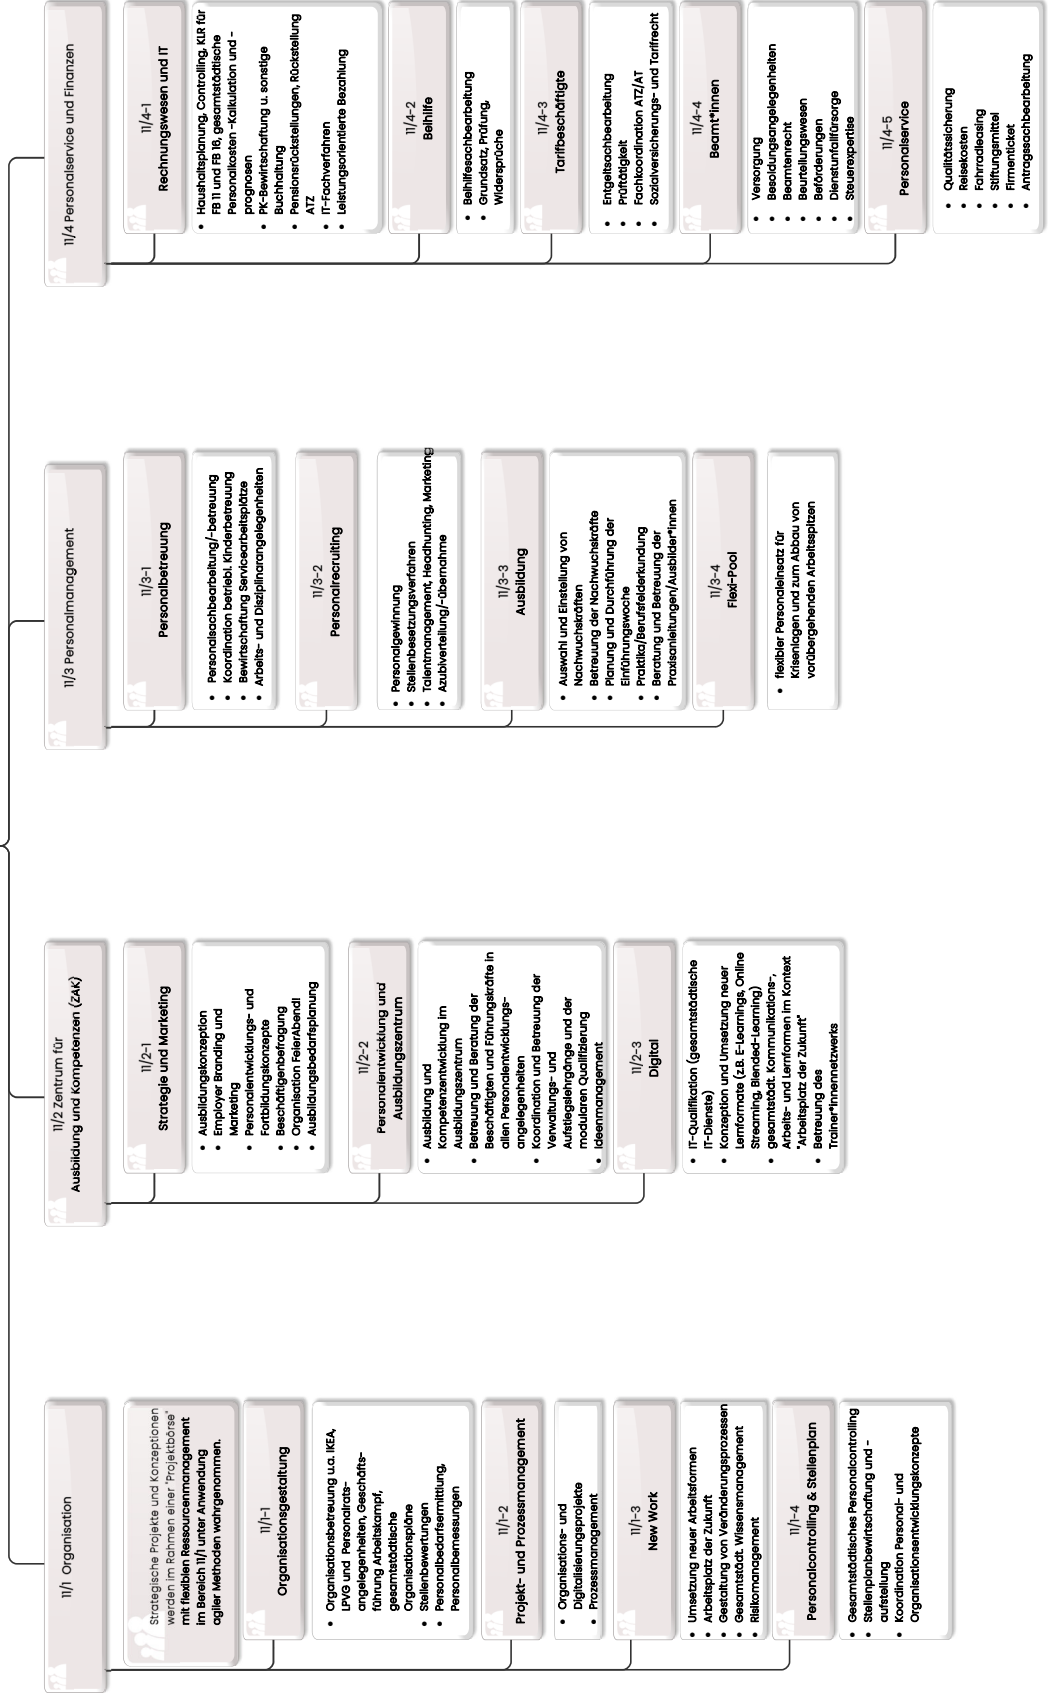 11/1 Organisation
Strategische Projekte und Konzeptionen
werden im Rahmen einer "Projektbörse"
mit flexiblen Ressourcenmanagement
im Bereich 11/1 unter Anwendung
agiler Methoden wahrgenommen.
11/1-1
Organisationsgestaltung
• Organisationsbetreuung u.a. IKEA,
LPVG und Personalrats-
angelegenheiten, Geschäfts-
führung Arbeitskampf,
gesamtstädtische
Organisationspläne
• Stellenbewertungen
• Personalbedarfsermittlung,
Personalbemessungen
11/1-2
Projekt- und Prozessmanagement
• Organisations- und
Digitalisierungsprojekte
• Prozessmanagement
11/1-3
New Work
• Umsetzung neuer Arbeitsformen
• Arbeitsplatz der Zukunft
• Gestaltung von Veränderungsprozessen
• Gesamtstädt. Wissensmanagement
• Risikomanagement
11/1-4
Personalcontrolling & Stellenplan
• Gesamtstädtisches Personalcontrolling
• Stellenplanbewirtschaftung und -
aufstellung
• Koordination Personal- und
Organisationsentwicklungskonzepte
11/2 Zentrum für
Ausbildung und Kompetenzen (ZAK)
11/2-1
Strategie und Marketing
• Ausbildungskonzeption
• Employer Branding und
Marketing
• Personalentwicklungs- und
Fortbildungskonzepte
• Beschäftigenbefragung
• Organisation FeierAbend!
• Ausbildungsbedarfsplanung
11/2-2
Personalentwicklung und
Ausbildungszentrum
• Ausbildung und
Kompetenzentwicklung im
Ausbildungszentrum
• Betreuung und Beratung der
Beschäftigten und Führungskräfte in
allen Personalentwicklungs-
angelegenheiten
• Koordination und Betreuung der
Verwaltungs- und
Aufstiegslehrgänge und der
modularen Qualifizierung
• Ideenmanagement
11/2-3
Digital
• IT-Qualifikation (gesamtstädtische
IT-Dienste)
• Konzeption und Umsetzung neuer
Lernformate (z.B. E-Learnings, Online
Streaming, Blended-Learning)
• gesamtstädt. Kommunikations-,
Arbeits- und Lernformen im Kontext
"Arbeitsplatz der Zukunft"
• Betreuung des
Trainer*innennetzwerks
11/3 Personalmanagement
11/3-1
Personalbetreuung
• Personalsachbearbeitung/-betreuung
• Koordination betriebl. Kinderbetreuung
• Bewirtschaftung Servicearbeitsplätze
• Arbeits- und Disziplinarangelegenheiten
11/3-2
Personalrecruiting
• Personalgewinnung
• Stellenbesetzungsverfahren
• Talentmanagement, Headhunting, Marketing
• Azubiverteilung/-übernahme
11/3-3
Ausbildung
• Auswahl und Einstellung von
Nachwuchskräften
• Betreuung der Nachwuchskräfte
• Planung und Durchführung der
Einführungswoche
• Praktika/Berufsfelderkundung
• Beratung und Betreuung der
Praxisanleitungen/Ausbilder*innen
11/3-4
Flexi-Pool
• flexibler Personaleinsatz für
Krisenlagen und zum Abbau von
vorübergehenden Arbeitsspitzen
11/4 Personalservice und Finanzen
11/4-1
Rechnungswesen und IT
• Haushaltsplanung, Controlling, KLR für
FB 11 und FB 16, gesamtstädtische
Personalkosten -Kalkulation und -
prognosen
• PK-Bewirtschaftung u. sonstige
Buchhaltung
• Pensionsrückstellungen, Rückstellung
ATZ
• IT-Fachverfahren
• Leistungsorientierte Bezahlung
11/4-2
Beihilfe
• Beihilfesachbearbeitung
• Grundsatz, Prüfung,
Widersprüche
11/4-3
Tarifbeschäftigte
• Entgeltsachbearbeitung
• Prüftätigkeit
• Fachkoordination ATZ/AT
• Sozialversicherungs- und Tarifrecht
11/4-4
Beamt*innen
• Versorgung
• Besoldungsangelegenheiten
• Beamtenrecht
• Beurteilungswesen
• Beförderungen
• Dienstunfallfürsorge
• Steuerexpertise
11/4-5
Personalservice
• Qualitätssicherung
• Reisekosten
• Fahrradleasing
• Stiftungsmittel
• Firmenticket
• Antragssachbearbeitung